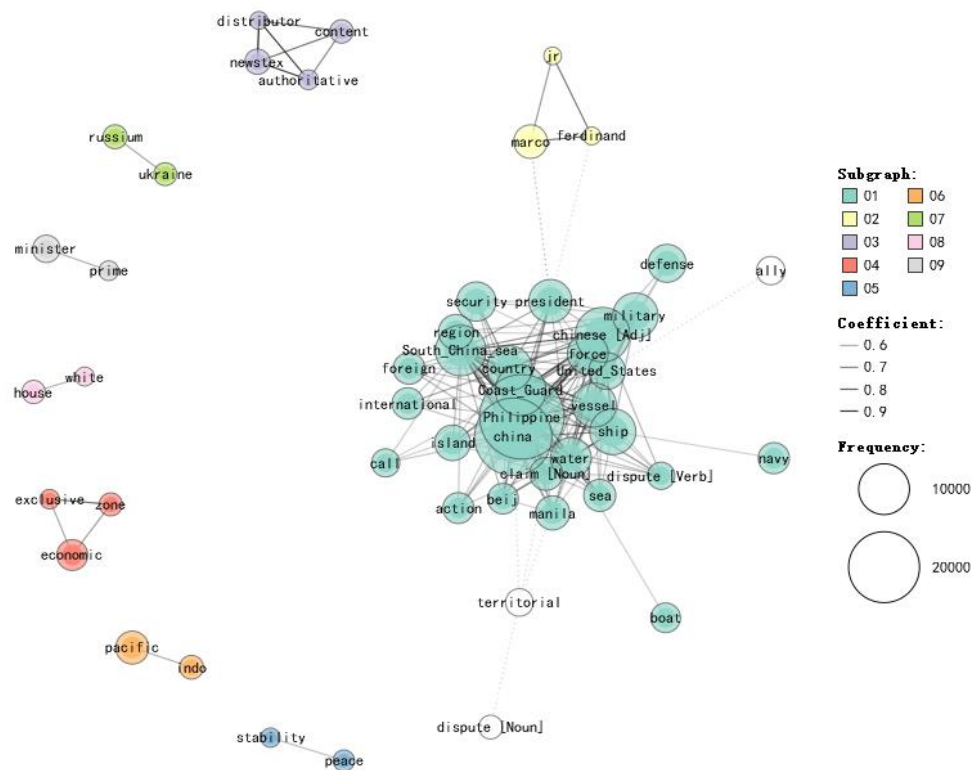 distributor
content
newstex
authoritative
jr
marco
ferdinand
russium
ukraine
minister
prime
house
white
exclusive
zone
economic
pacific
indo
stability
peace
defense
ally
security
president
military
region
chinese [Adj]
South_China_sea
force
foreign
country
United_States
Coast_Guard
international
vessel
Philippine
ship
china
island
call
water
claim [Noun]
dispute [Verb]
navy
action
beij
manila
sea
territorial
boat
dispute [Noun]
Subgraph:
01 06
02 07
03 08
04 09
05
Coefficient:
0.6
0.7
0.8
0.9
Frequency:
10000
20000